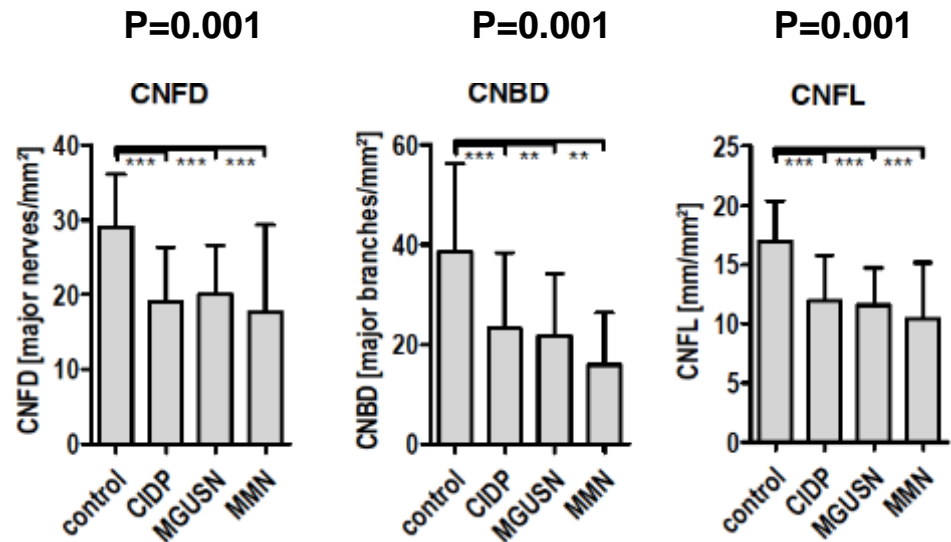 P=0.001
P=0.001
P=0.001
CNFD
CNBD
CNFL
CNFD [major nerves/mm²]
40
30
20
10
0
*** *** ***
control
CIDP
MGUSN
MMN
CNBD [major branches/mm²]
60
40
20
0
*** ** **
control
CIDP
MGUSN
MMN
CNFL [mm/mm²]
25
20
15
10
5
0
*** *** ***
control
CIDP
MGUSN
MMN